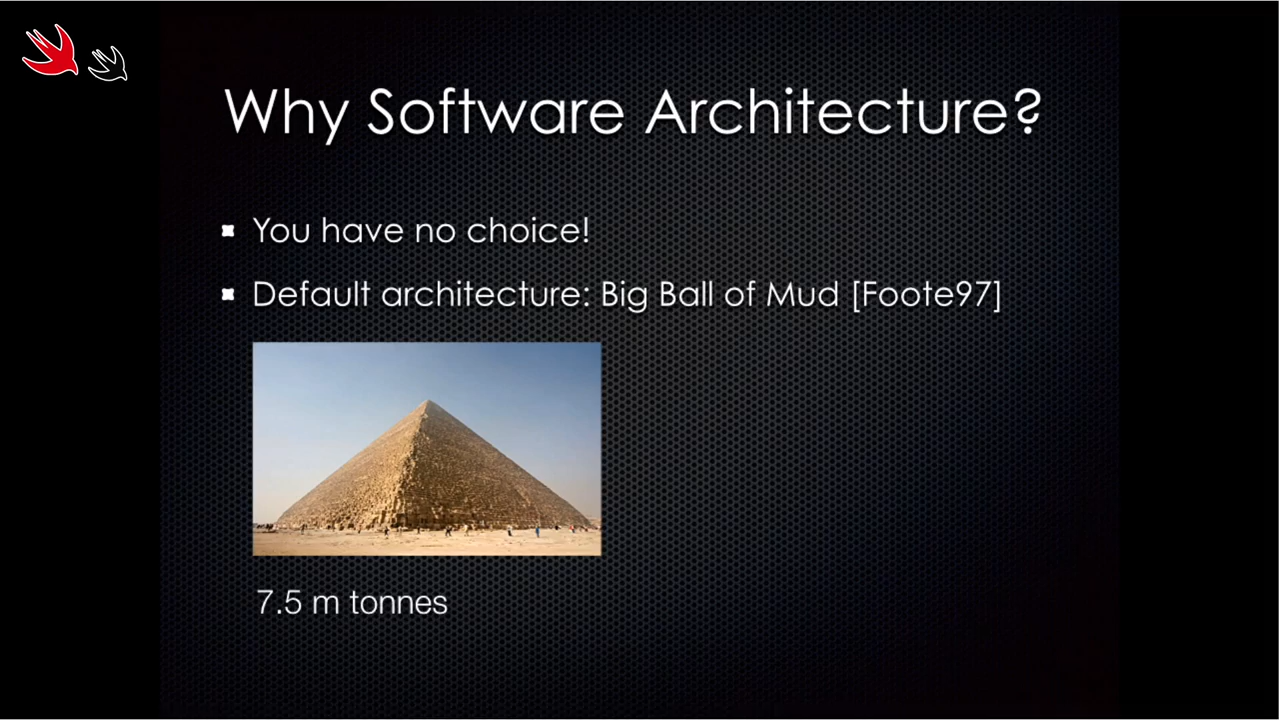 Why Software Architecture?
You have no choice!
Default architecture: Big Ball of Mud [Foote97]
7.5 m tonnes